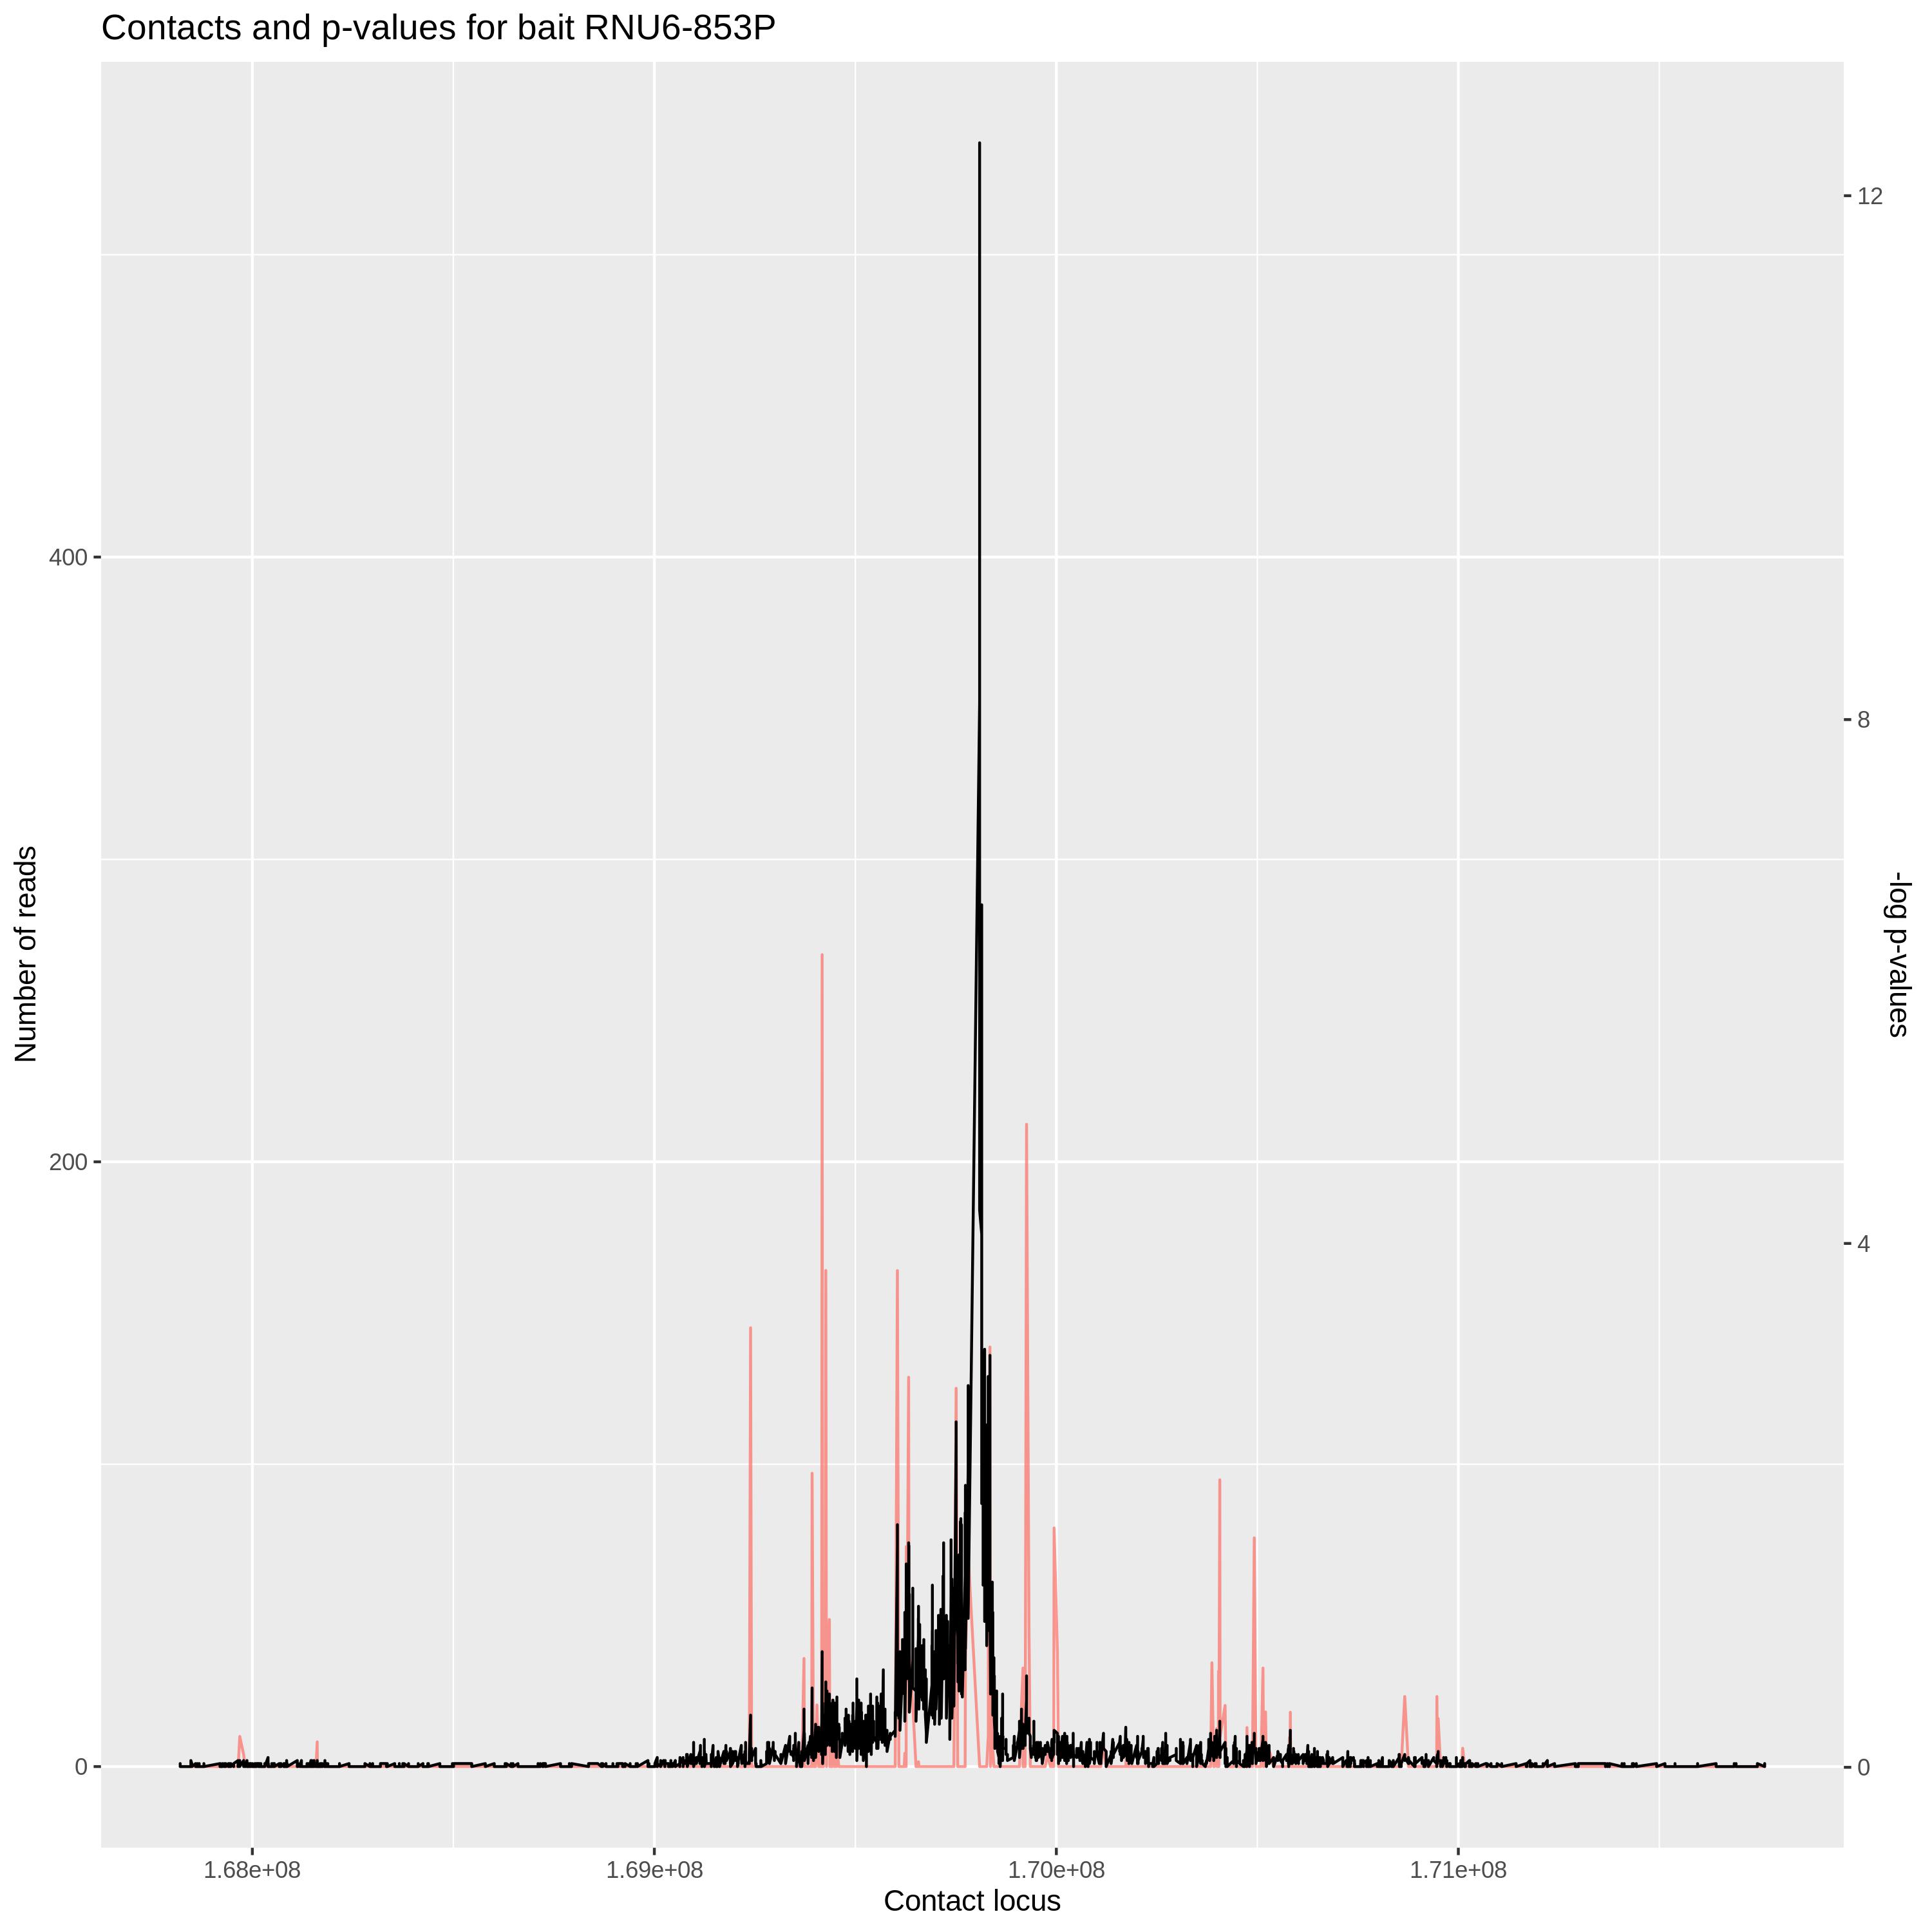 Contacts and p-values for bait RNU6-853P
12
400
8
Number of reads
-log p-values
200
4
0
0
1.68e+08
1.69e+08
1.70e+08
1.71e+08
Contact locus